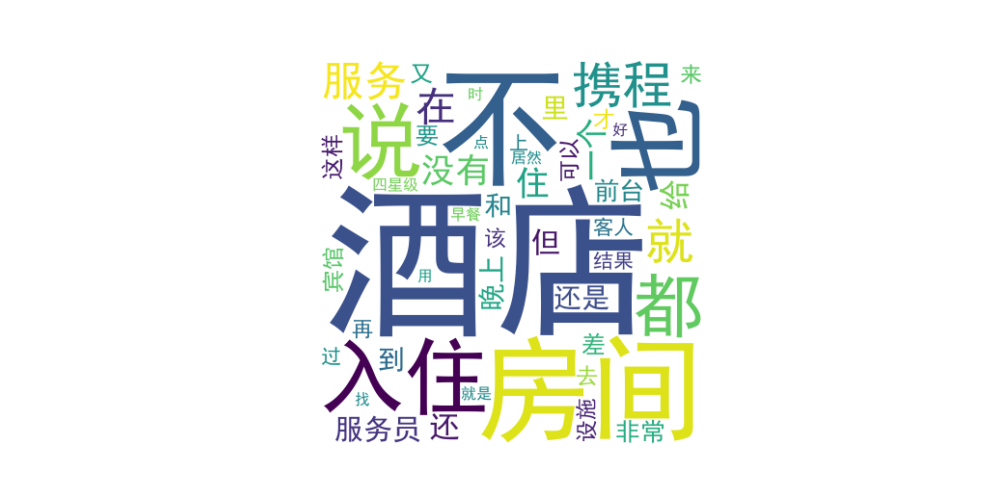 服务
又
不
携程
来
时
在
里
才
也
说
要
点
上
好
这样
没有
居然
可以
一个
四星级
住
前台
给
早餐
和
酒店
该
但
客人
就
宾馆
用
晚上
结果
还是
都
再
过
到
入住
差
房间
去
找
就是
服务员
还
设施
非常